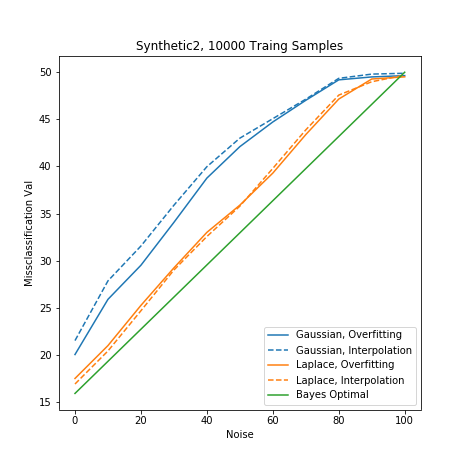 Synthetic2, 10000 Traing Samples
50
45
40
35
30
25
20
15
Missclassification Val
0
20
40
60
80
100
Noise
Gaussian, Overfitting
Gaussian, Interpolation
Laplace, Overfitting
Laplace, Interpolation
Bayes Optimal